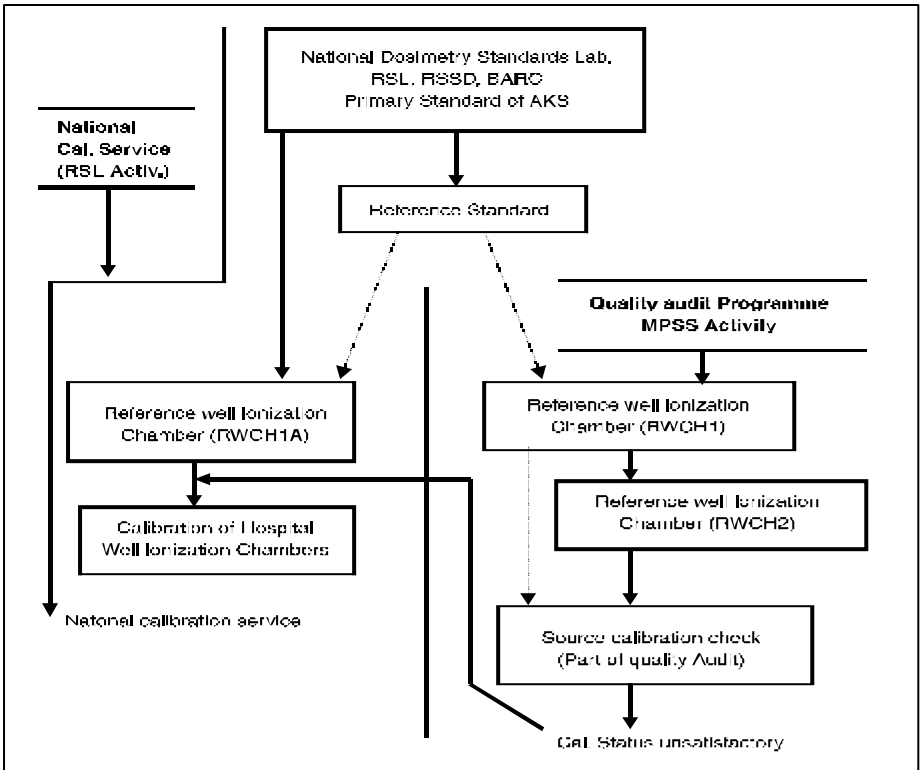 National Dosimetry Standards Lab.
RSL, RSSD, BARC
Primary Standard of AKS
National
Cal. Service
(RSL Activ.)
Reference Standard
Quality audit Programme
MPSS Activity
Reference well Ionization
Chamber (RWCH1A)
Reference well Ionization
Chamber (RWCH1)
Reference well Ionization
Chamber (RWCH2)
Calibration of Hospital
Well Ionization Chambers
National calibration service
Source calibration check
(Part of quality Audit)
Cal. Status unsatisfactory